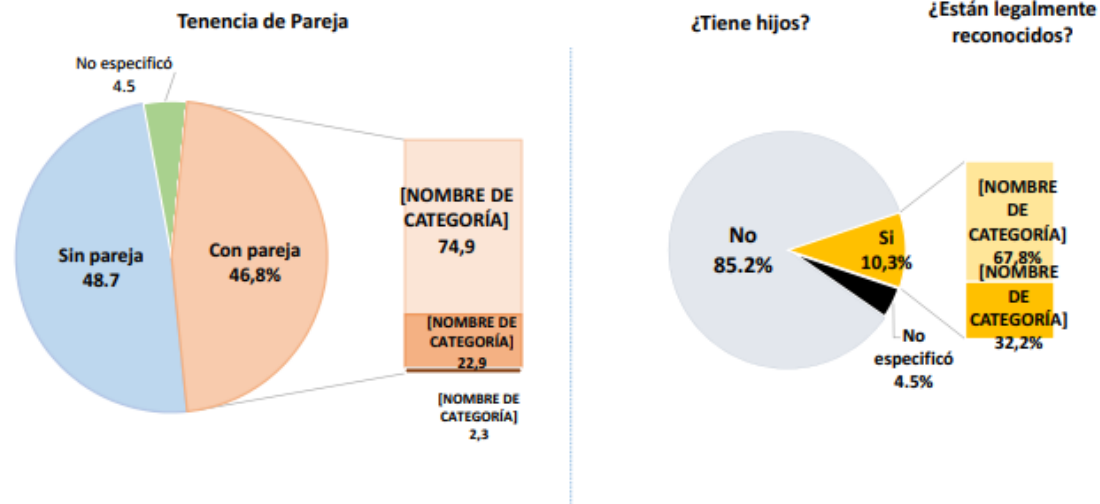 Tenencia de Pareja
No especificó
4.5
Sin pareja
48.7
Con pareja
46,8%
[NOMBRE DE
CATEGORÍA]
74,9
[NOMBRE DE
CATEGORÍA]
22,9
[NOMBRE DE
CATEGORÍA]
2,3
¿Tiene hijos?
¿Están legalmente
reconocidos?
No
85.2%
Si
10,3%
No
especificó
4.5%
[NOMBRE
DE
CATEGORÍA]
67,8%
[NOMBRE
DE
CATEGORÍA]
32,2%